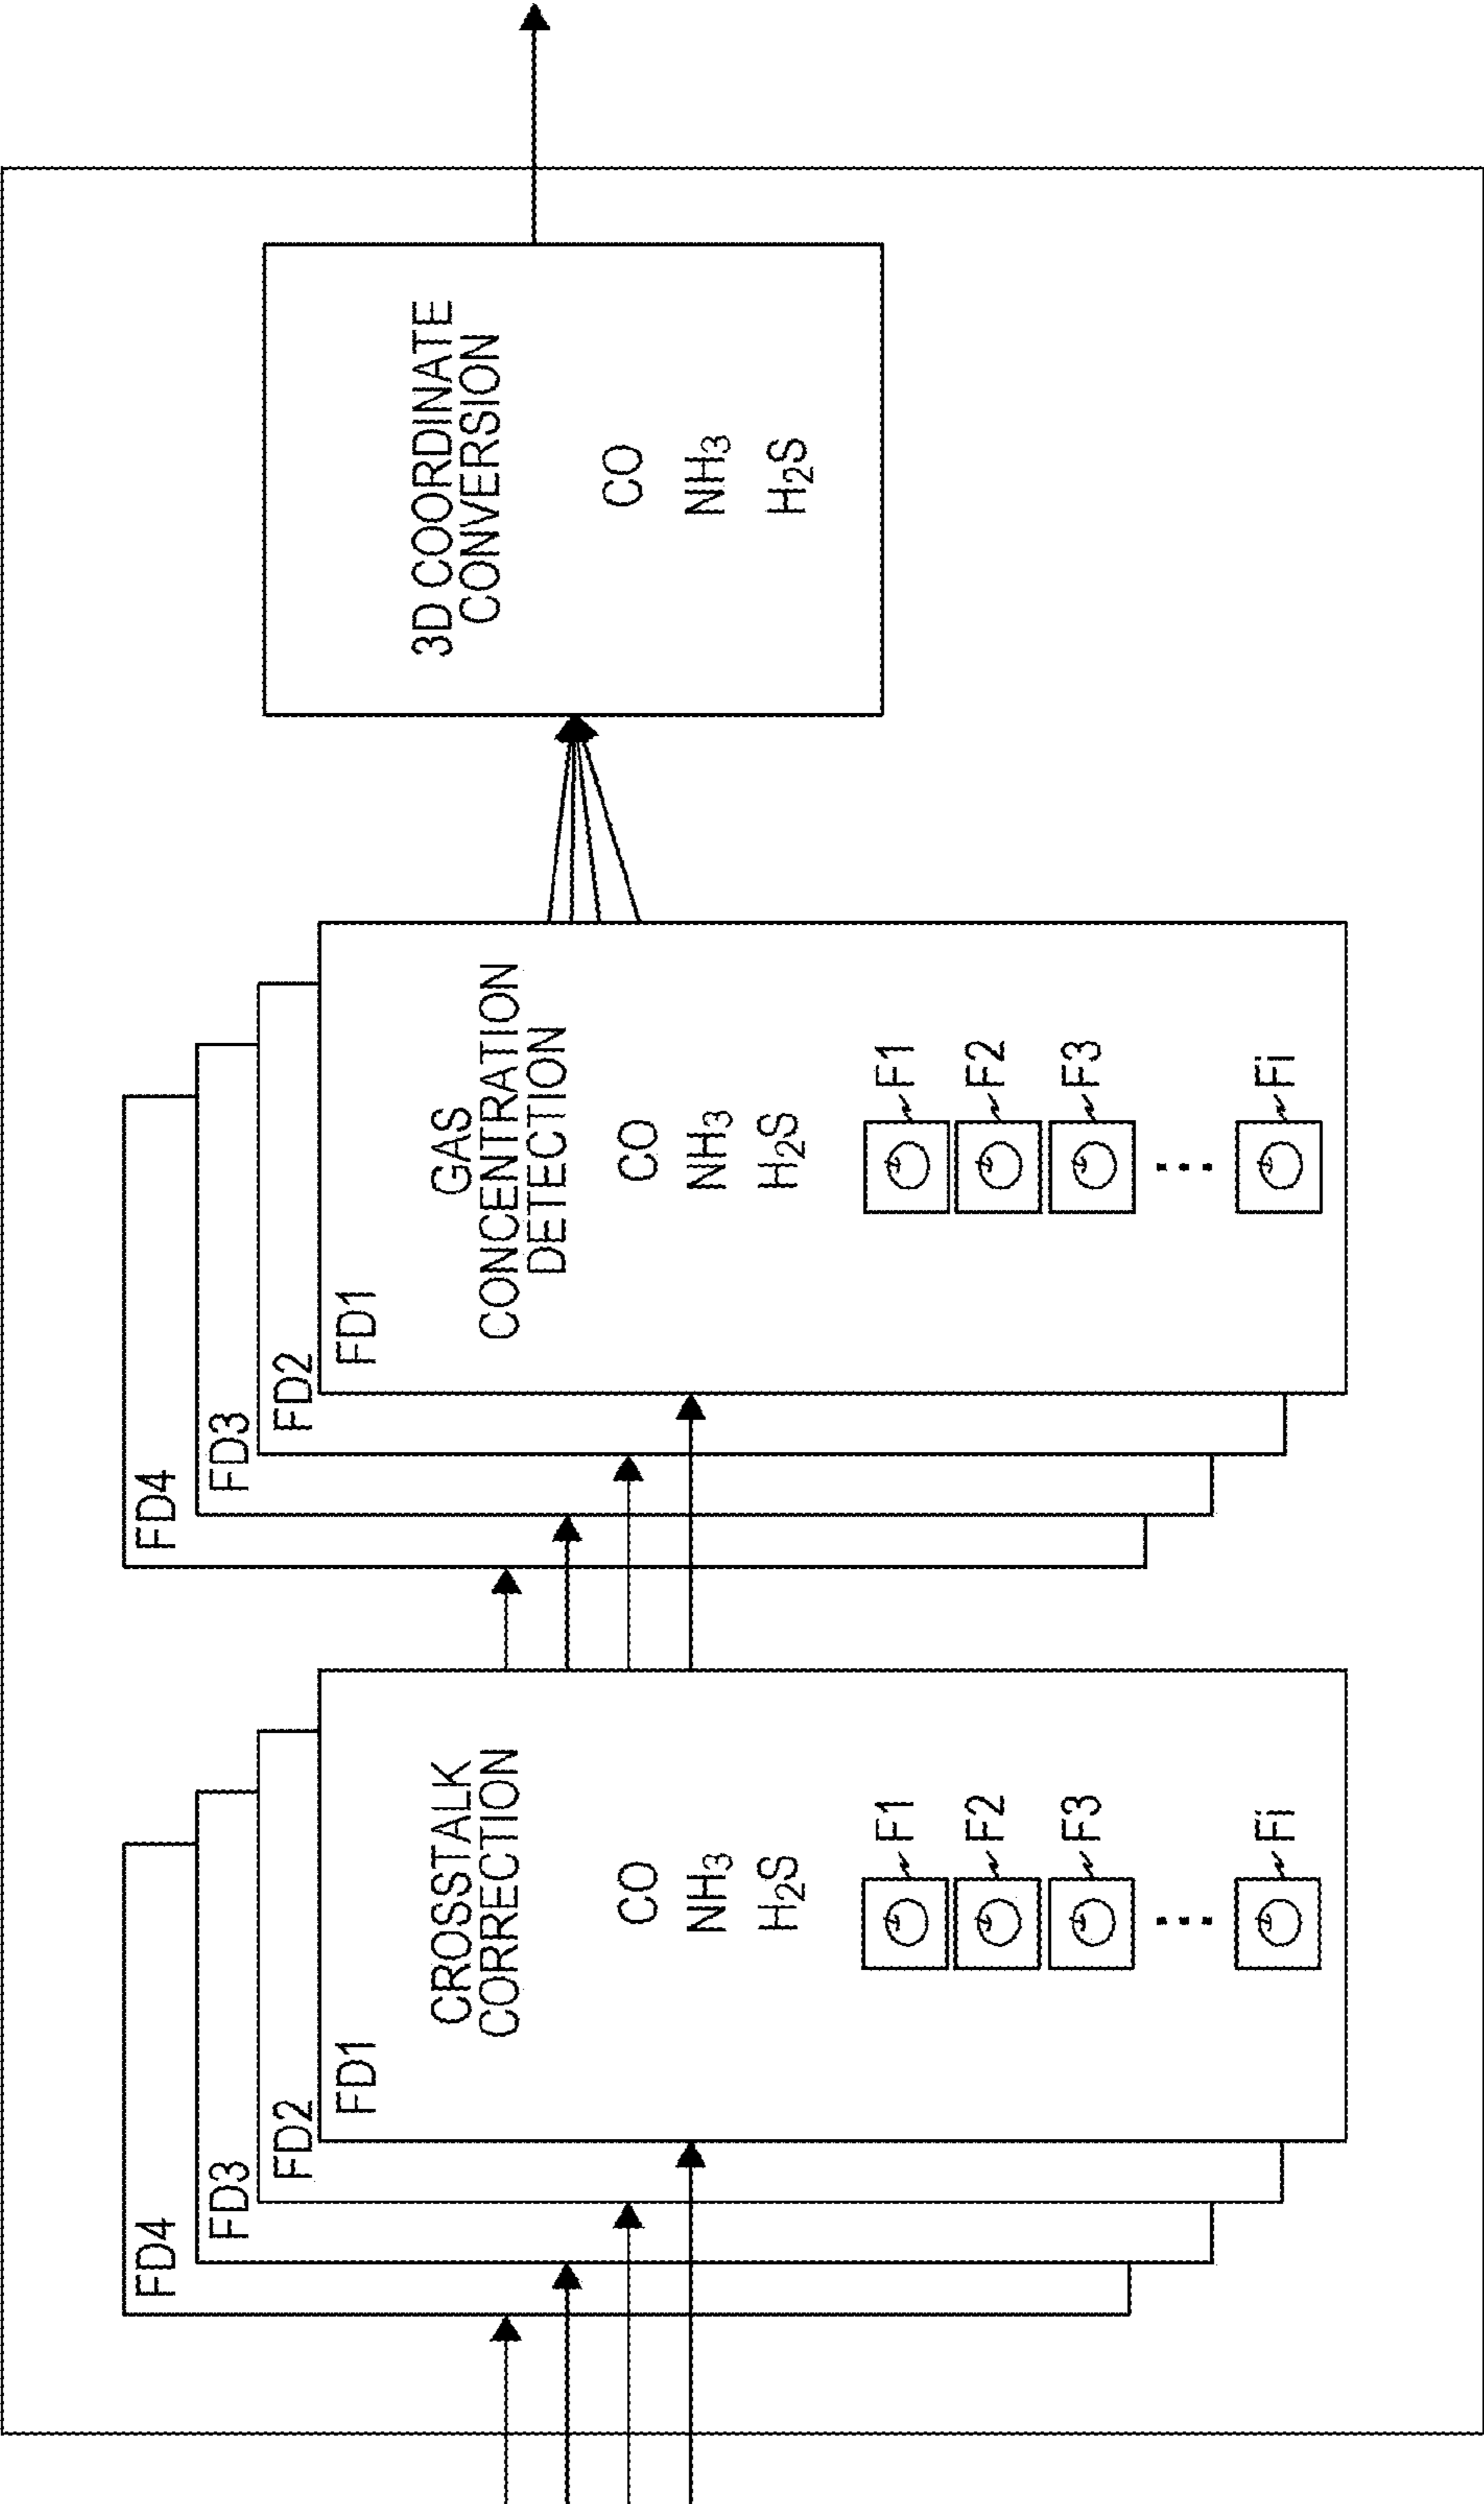 FD4
FD3
FD2
FD1
CROSSTALK
CORRECTION
CO
NH3
H2S
F1
F2
F3
⋮
Fi
FD4
FD3
FD2
FD1
GAS
CONCENTRATION
DETECTION
CO
NH3
H2S
F1
F2
F3
⋮
Fi
3D COORDINATE
CONVERSION
CO
NH3
H2S